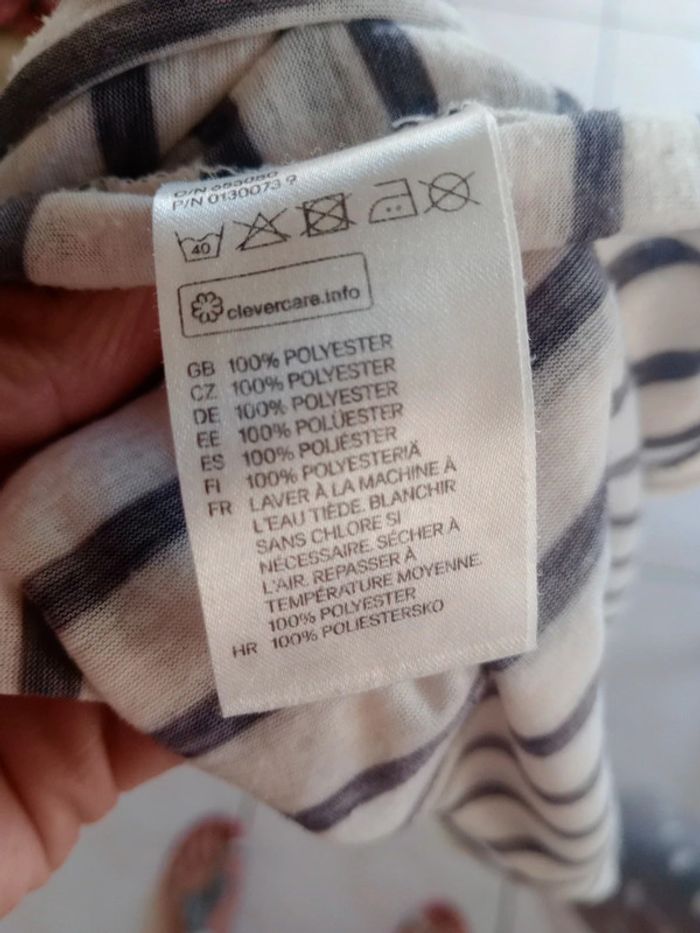 P/N 0130073 9
40
clevercare.info
GB 100% POLYESTER
CZ 100% POLYESTER
DE 100% POLYESTER
EE 100% POLÜESTER
ES 100% POLIÉSTER
FI 100% POLYESTERIÄ
FR LAVER À LA MACHINE À
L'EAU TIÈDE. BLANCHIR
SANS CHLORE SI
NÉCESSAIRE. SÉCHER À
L'AIR. REPASSER À
TEMPÉRATURE MOYENNE.
100% POLYESTER
HR 100% POLIESTERSKO